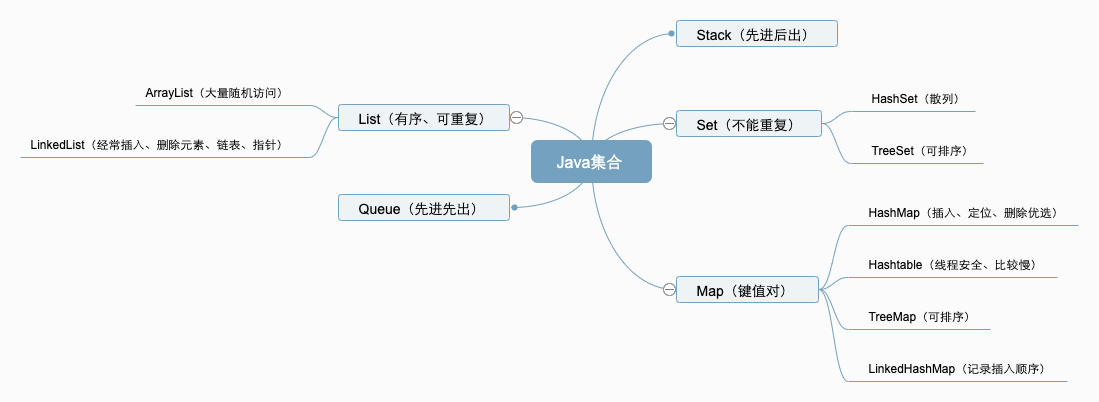 Java集合
List（有序、可重复）
ArrayList（大量随机访问）
LinkedList（经常插入、删除元素、链表、指针）
Queue（先进先出）
Stack（先进后出）
Set（不能重复）
HashSet（散列）
TreeSet（可排序）
Map（键值对）
HashMap（插入、定位、删除优选）
Hashtable（线程安全、比较慢）
TreeMap（可排序）
LinkedHashMap（记录插入顺序）